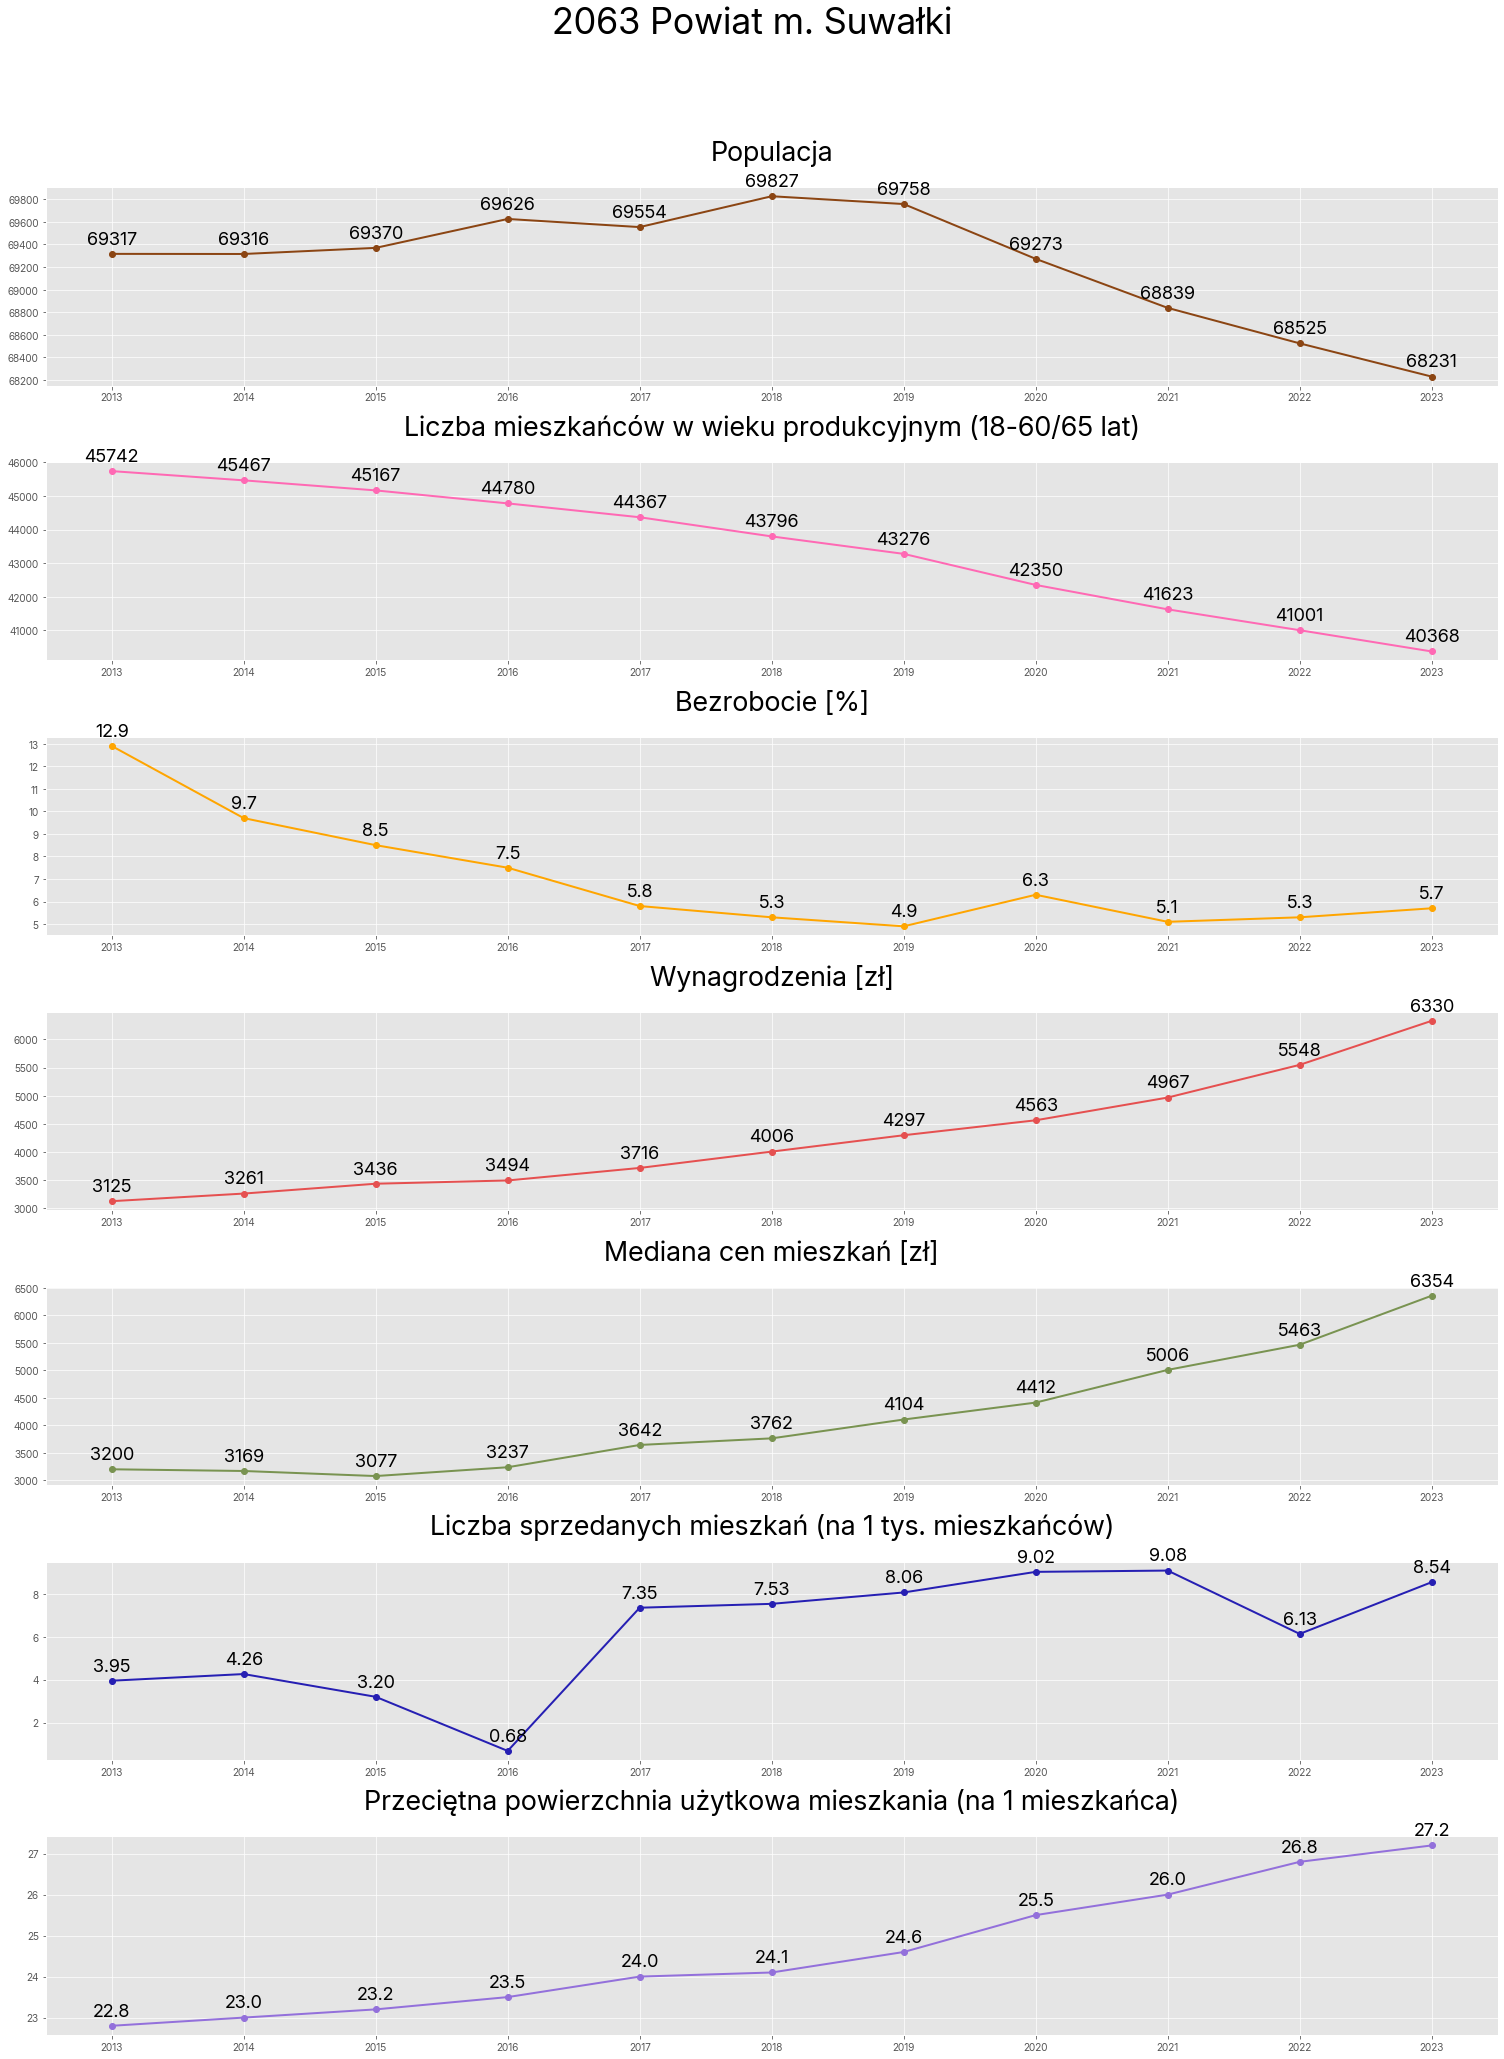 2063 Powiat m. Suwałki
Populacja
69317 69316 69370 69626 69554 69827 69758 69273 68839 68525 68231
69800
69600
69400
69200
69000
68800
68600
68400
68200
2013 2014 2015 2016 2017 2018 2019 2020 2021 2022 2023
Liczba mieszkańców w wieku produkcyjnym (18-60/65 lat)
45742 45467 45167 44780 44367 43796 43276 42350 41623 41001 40368
46000
45000
44000
43000
42000
41000
2013 2014 2015 2016 2017 2018 2019 2020 2021 2022 2023
Bezrobocie [%]
12.9 9.7 8.5 7.5 5.8 5.3 4.9 6.3 5.1 5.3 5.7
13
12
11
10
9
8
7
6
5
2013 2014 2015 2016 2017 2018 2019 2020 2021 2022 2023
Wynagrodzenia [zł]
3125 3261 3436 3494 3716 4006 4297 4563 4967 5548 6330
6000
5500
5000
4500
4000
3500
3000
2013 2014 2015 2016 2017 2018 2019 2020 2021 2022 2023
Mediana cen mieszkań [zł]
3200 3169 3077 3237 3642 3762 4104 4412 5006 5463 6354
6500
6000
5500
5000
4500
4000
3500
3000
2013 2014 2015 2016 2017 2018 2019 2020 2021 2022 2023
Liczba sprzedanych mieszkań (na 1 tys. mieszkańców)
3.95 4.26 3.20 0.68 7.35 7.53 8.06 9.02 9.08 6.13 8.54
8
6
4
2
2013 2014 2015 2016 2017 2018 2019 2020 2021 2022 2023
Przeciętna powierzchnia użytkowa mieszkania (na 1 mieszkańca)
22.8 23.0 23.2 23.5 24.0 24.1 24.6 25.5 26.0 26.8 27.2
27
26
25
24
23
2013 2014 2015 2016 2017 2018 2019 2020 2021 2022 2023